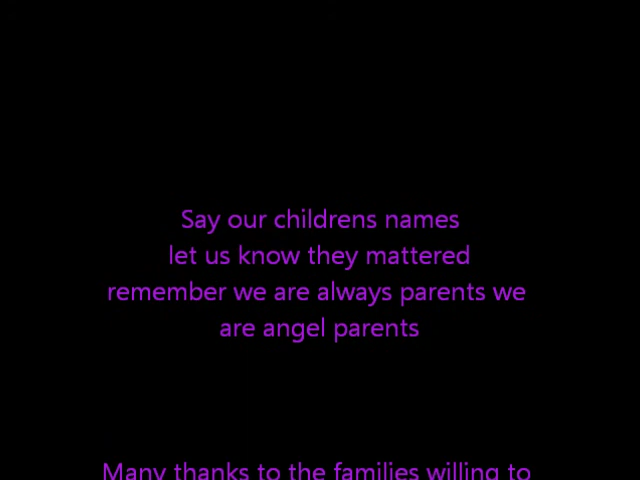 Say our childrens names
let us know they mattered
remember we are always parents we
are angel parents
Many thanks to the families willing to